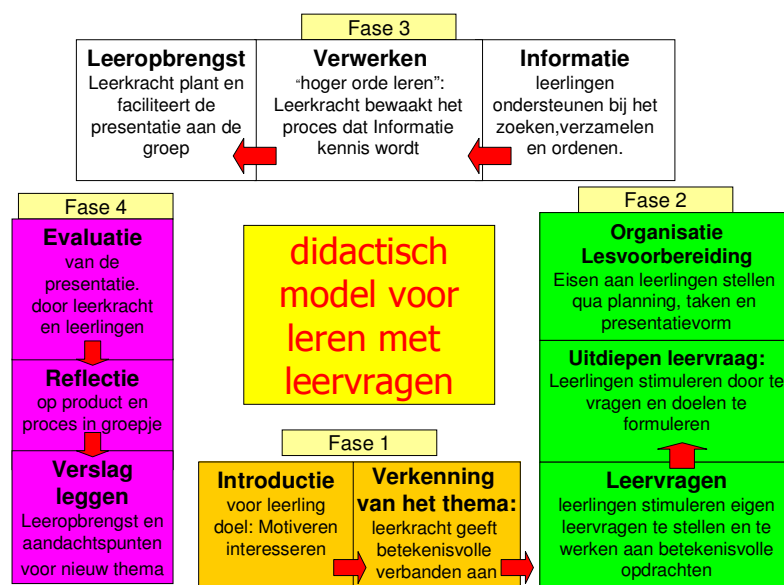 Fase 3
Leeropbrengst
Leerkracht plant en
faciliteert de
presentatie aan de
groep
Verwerken
“hoger orde leren”:
Leerkracht bewaakt het
proces dat Informatie
kennis wordt
Informatie
leerlingen
ondersteunen bij het
zoeken,verzamelen
en ordenen.
Fase 4
Evaluatie
van de
presentatie.
door leerkracht
en leerlingen
Reflectie
op product en
proces in groepje
Verslag
leggen
Leeropbrengst en
aandachtspunten
voor nieuw thema
didactisch
model voor
leren met
leervragen
Fase 2
Organisatie
Lesvoorbereiding
Eisen aan leerlingen stellen
qua planning, taken en
presentatievorm
Uitdiepen leervraag:
Leerlingen stimuleren door te
vragen en doelen te
formuleren
Leervragen
leerlingen stimuleren eigen
leervragen te stellen en te
werken aan betekenisvolle
opdrachten
Fase 1
Introductie
voor leerling
doel: Motiveren
interesseren
Verkenning
van het thema:
leerkracht geeft
betekenisvolle
verbanden aan